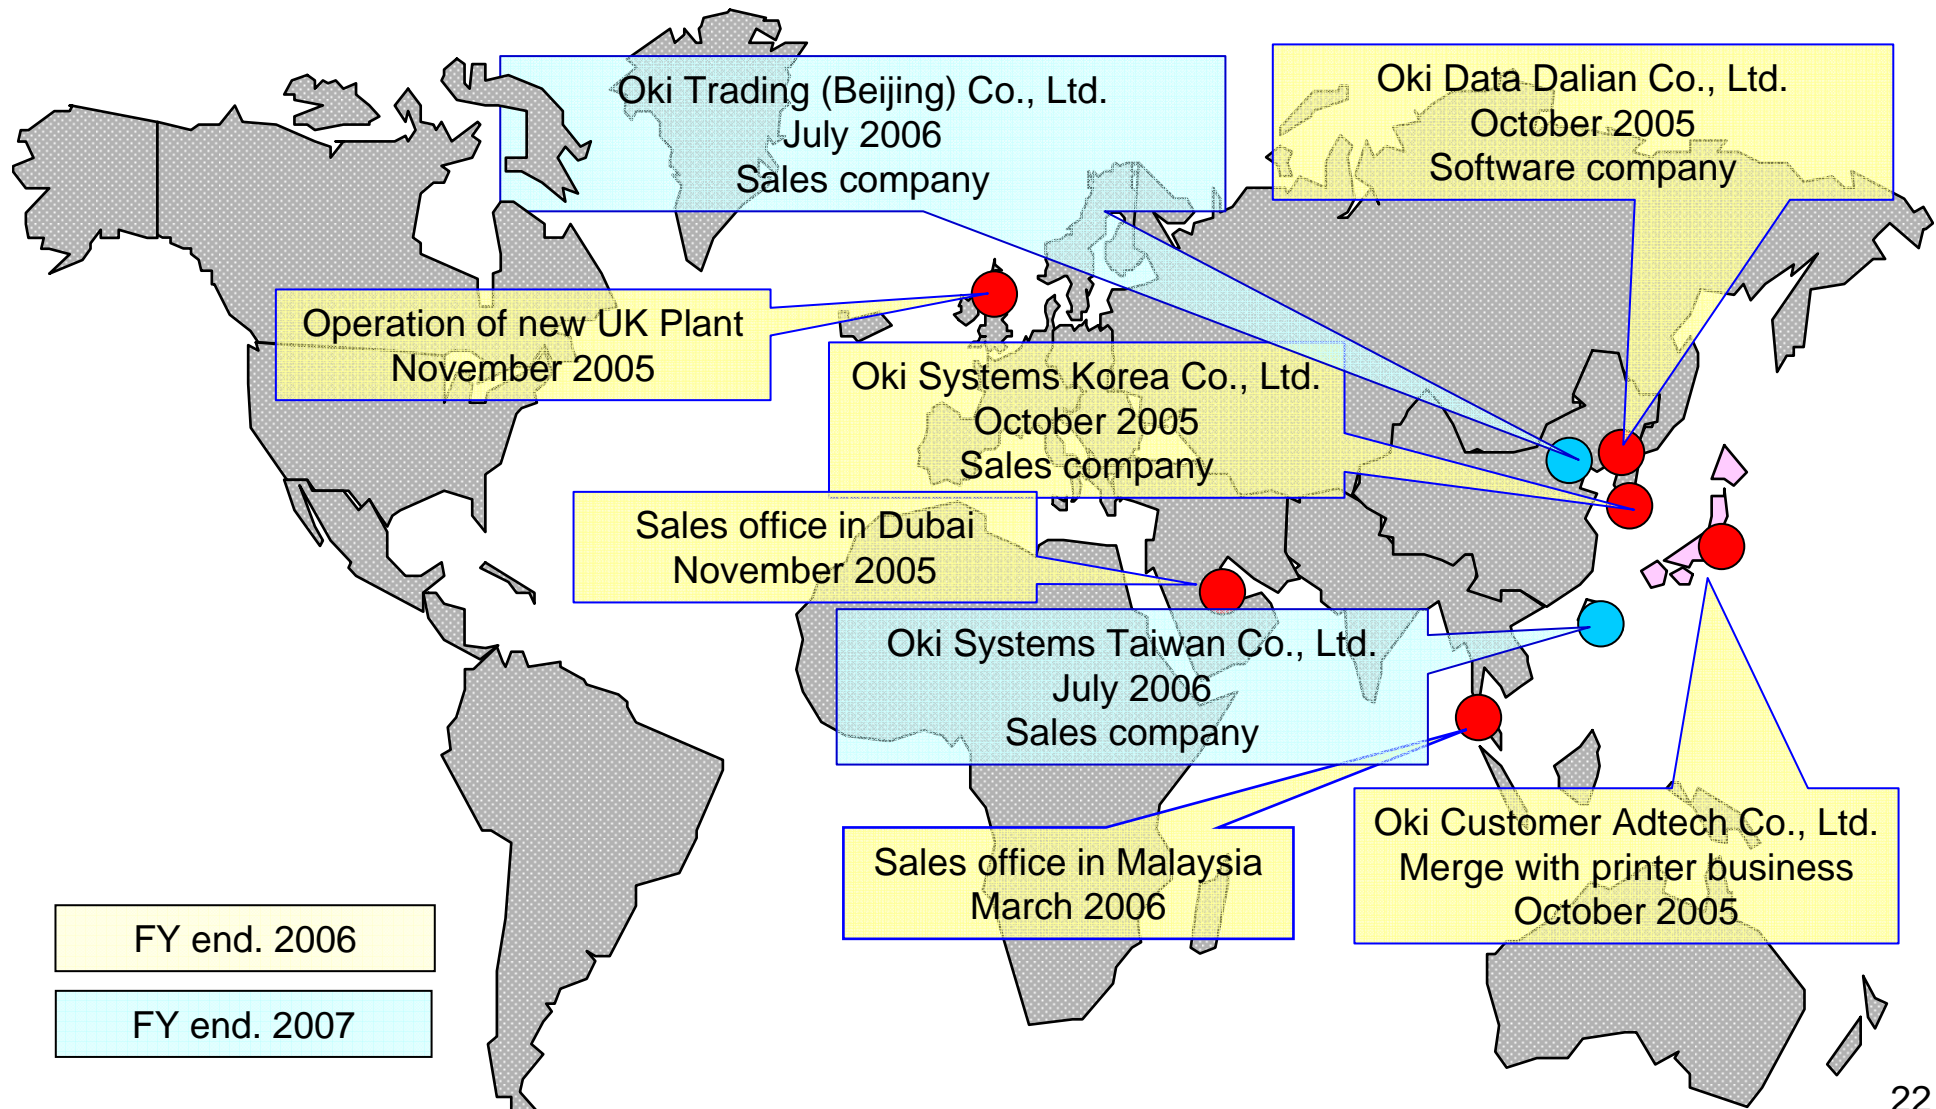 Oki Trading (Beijing) Co., Ltd.
July 2006
Sales company
Oki Data Dalian Co., Ltd.
October 2005
Software company
Operation of new UK Plant
November 2005
Oki Systems Korea Co., Ltd.
October 2005
Sales company
Sales office in Dubai
November 2005
Oki Systems Taiwan Co., Ltd.
July 2006
Sales company
Sales office in Malaysia
March 2006
Oki Customer Adtech Co., Ltd.
Merge with printer business
October 2005
FY end. 2006
FY end. 2007
22